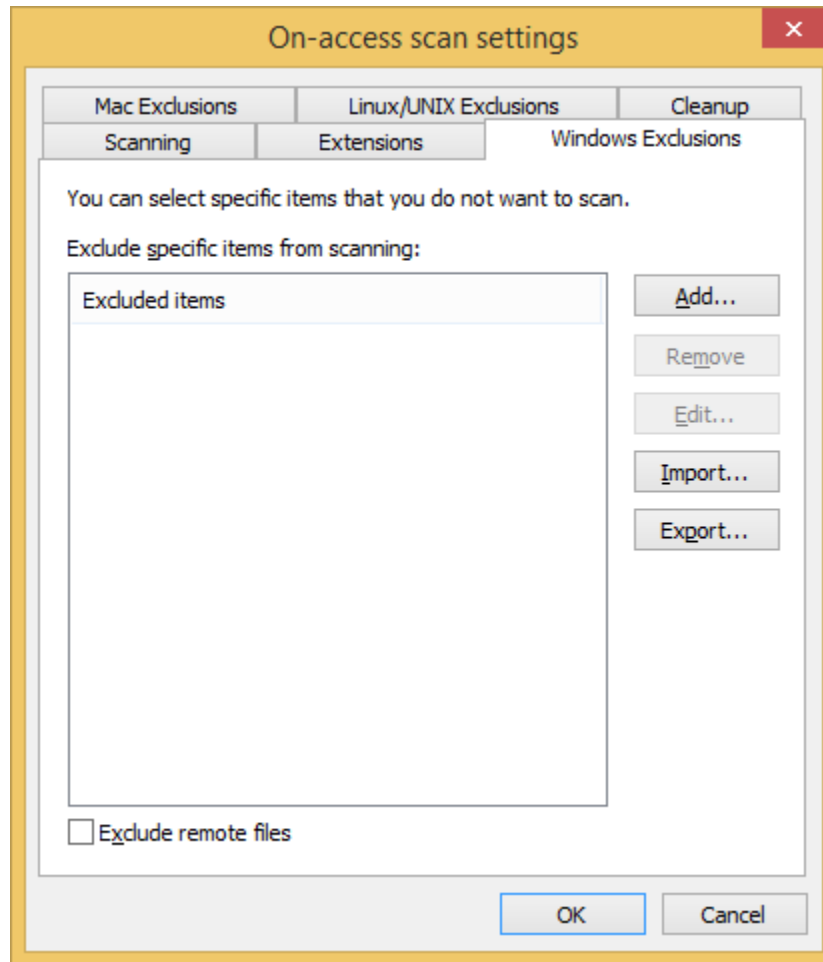 On-access scan settings
Mac Exclusions
Linux/UNIX Exclusions
Cleanup
Scanning
Extensions
Windows Exclusions
You can select specific items that you do not want to scan.
Exclude specific items from scanning:
Excluded items
Add...
Remove
Edit...
Import...
Export...
Exclude remote files
OK
Cancel